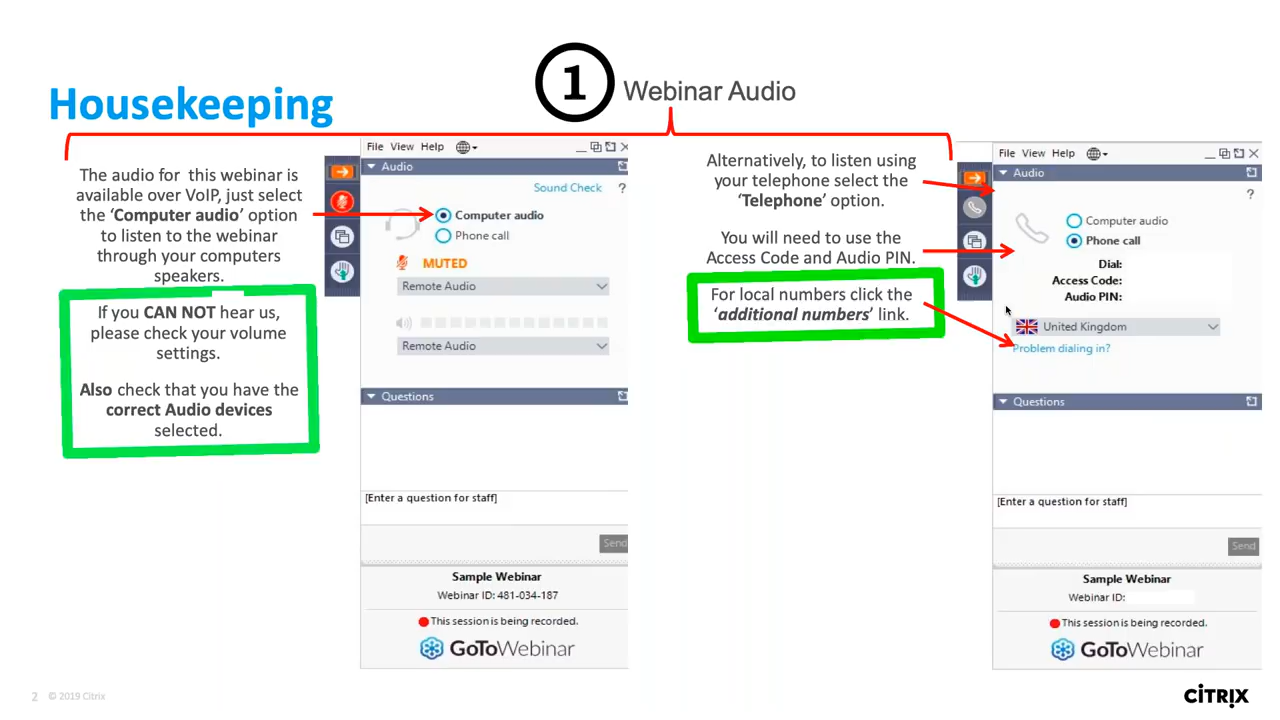 1
Webinar Audio
Housekeeping
The audio for this webinar is
available over VoIP, just select
the ‘Computer audio’ option
to listen to the webinar
through your computers
speakers.
If you CAN NOT hear us,
please check your volume
settings.
Also check that you have the
correct Audio devices
selected.
File View Help
Audio
Sound Check ?
Computer audio
Phone call
MUTED
Remote Audio
Remote Audio
Questions
[Enter a question for staff]
Send
Sample Webinar
Webinar ID: 481-034-187
This session is being recorded.
GoToWebinar
Alternatively, to listen using
your telephone select the
‘Telephone’ option.
You will need to use the
Access Code and Audio PIN.
For local numbers click the
‘additional numbers’ link.
File View Help
Audio
?
Computer audio
Phone call
Dial:
Access Code:
Audio PIN:
United Kingdom
Problem dialing in?
Questions
[Enter a question for staff]
Send
Sample Webinar
Webinar ID:
This session is being recorded.
GoToWebinar
2 © 2019 Citrix
CITRIX